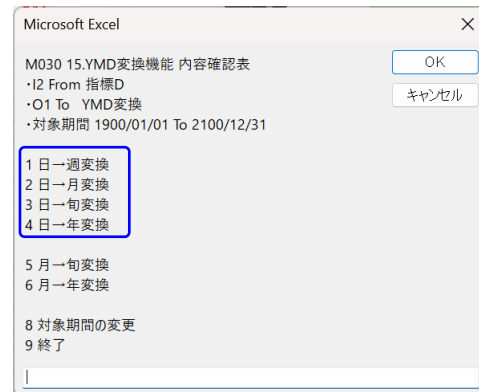 Microsoft Excel
M030 15.YMD変換機能 内容確認表
・I2 From 指標D
・O1 To YMD変換
・対象期間 1900/01/01 To 2100/12/31
OK
キャンセル
1 日→週変換
2 日→月変換
3 日→旬変換
4 日→年変換
5 月→旬変換
6 月→年変換
8 対象期間の変更
9 終了